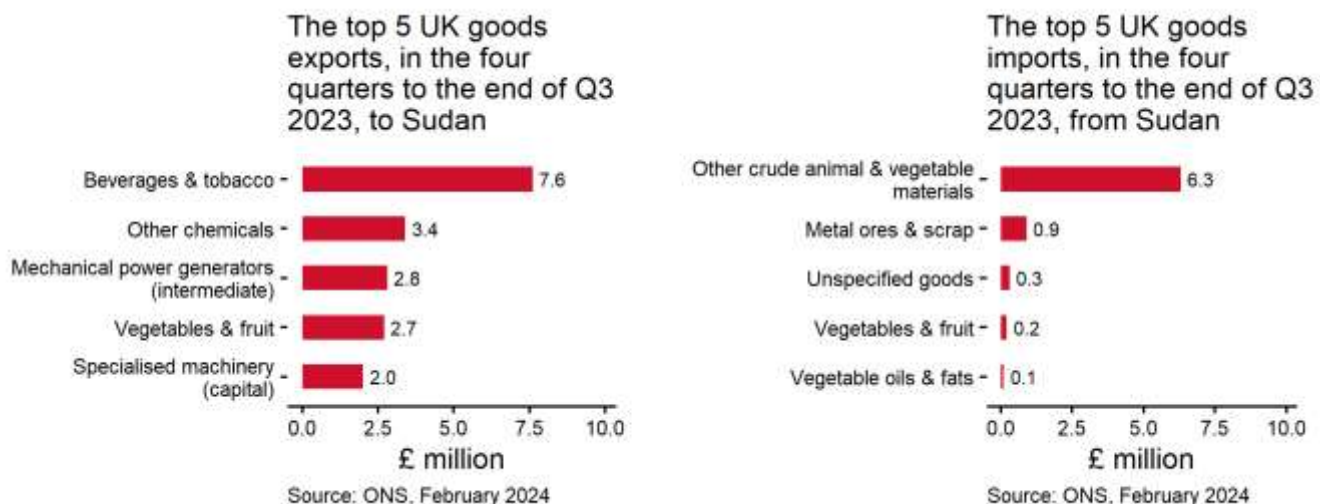 The top 5 UK goods
exports, in the four
quarters to the end of Q3
2023, to Sudan
Beverages & tobacco
7.6
Other chemicals
3.4
Mechanical power generators
(intermediate)
2.8
Vegetables & fruit
2.7
Specialised machinery
(capital)
2.0
0.0 2.5 5.0 7.5 10.0
£ million
Source: ONS, February 2024
The top 5 UK goods
imports, in the four
quarters to the end of Q3
2023, from Sudan
Other crude animal & vegetable
materials
6.3
Metal ores & scrap
0.9
Unspecified goods
0.3
Vegetables & fruit
0.2
Vegetable oils & fats
0.1
0.0 2.5 5.0 7.5 10.0
£ million
Source: ONS, February 2024